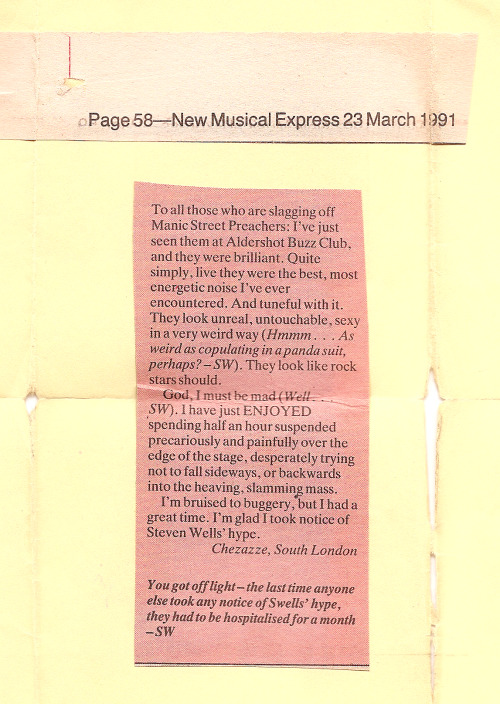 Page 58—New Musical Express 23 March 1991
To all those who are slagging off
Manic Street Preachers: I've just
seen them at Aldershot Buzz Club,
and they were brilliant. Quite
simply, live they were the best, most
energetic noise I've ever
encountered. And tuneful with it.
They look unreal, untouchable, sexy
in a very weird way (Hmmm . . . As
weird as copulating in a panda suit,
perhaps? – SW). They look like rock
stars should.
God, I must be mad (Well . . .
SW). I have just ENJOYED
spending half an hour suspended
precariously and painfully over the
edge of the stage, desperately trying
not to fall sideways, or backwards
into the heaving, slamming mass.
I'm bruised to buggery, but I had a
great time. I'm glad I took notice of
Steven Wells' hype.
Chezazze, South London
You got off light – the last time anyone
else took any notice of Swells' hype,
they had to be hospitalised for a month
– SW